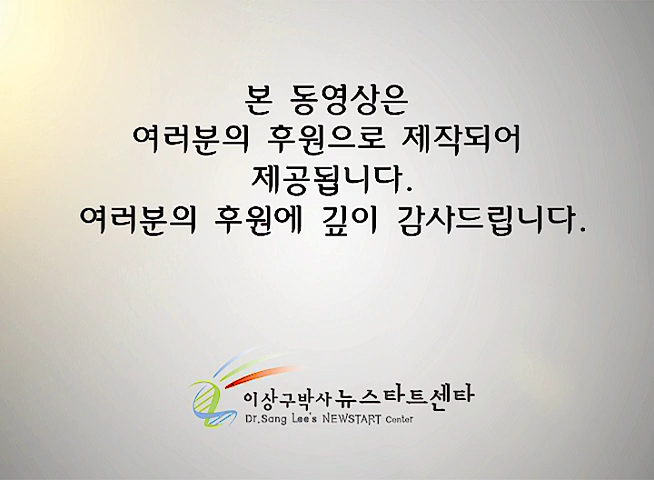 본 동영상은
여러분의 후원으로 제작되어
제공됩니다.
여러분의 후원에 깊이 감사드립니다.
이상구박사 뉴스타트센타
Dr.Sang Lee's NEWSTART Center